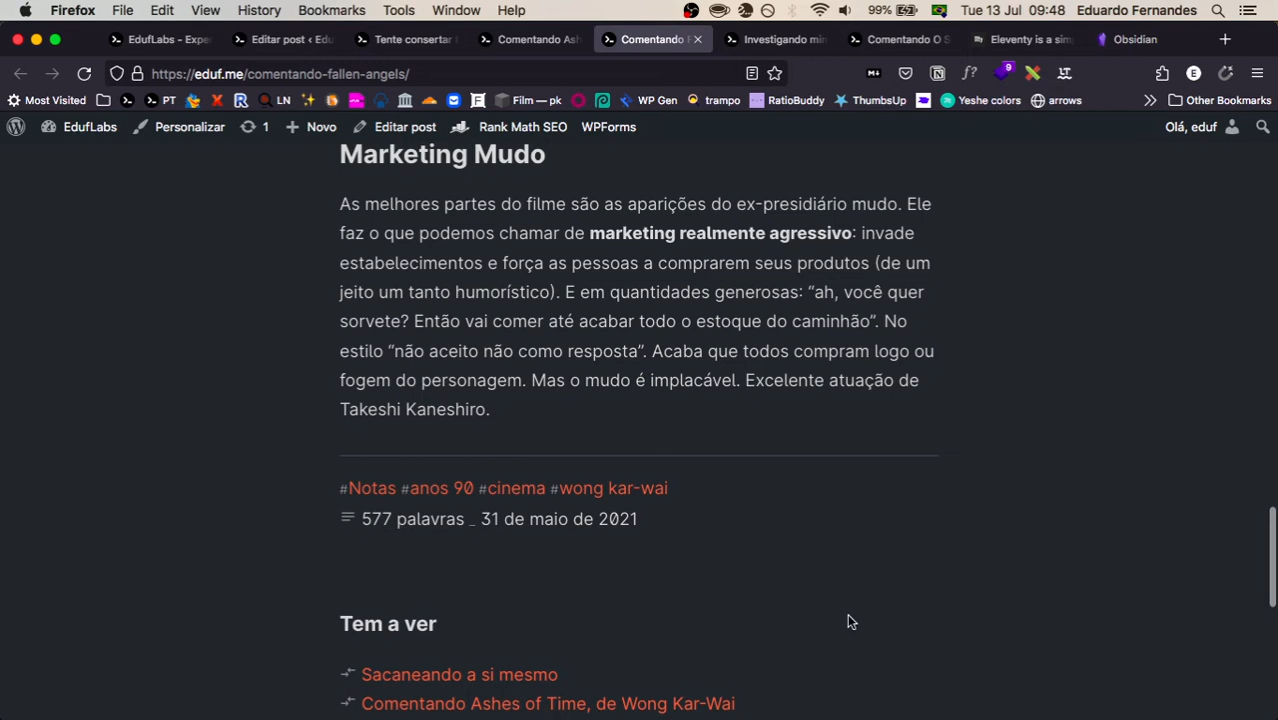 Firefox File Edit View History Bookmarks Tools Window Help 99% Tue 13 Jul 09:48 Eduardo Fernandes
EdufLabs - Expe Editar post ‹ Edu Tente consertar Comentando Ash Comentando F Investigando min Comentando O S Eleventy is a sim Obsidian
https://eduf.me/comentando-fallen-angels/
Most Visited PT LN Film — pk WP Gen trampo RatioBuddy ThumbsUp Yeshe colors arrows Other Bookmarks
EdufLabs Personalizar 1 Novo Editar post Rank Math SEO WPForms Olá, eduf
Marketing Mudo
As melhores partes do filme são as aparições do ex-presidiário mudo. Ele
faz o que podemos chamar de marketing realmente agressivo: invade
estabelecimentos e força as pessoas a comprarem seus produtos (de um
jeito um tanto humorístico). E em quantidades generosas: “ah, você quer
sorvete? Então vai comer até acabar todo o estoque do caminhão”. No
estilo “não aceito não como resposta”. Acaba que todos compram logo ou
fogem do personagem. Mas o mudo é implacável. Excelente atuação de
Takeshi Kaneshiro.
#Notas #anos 90 #cinema #wong kar-wai
577 palavras _ 31 de maio de 2021
Tem a ver
Sacaneando a si mesmo
Comentando Ashes of Time, de Wong Kar-Wai